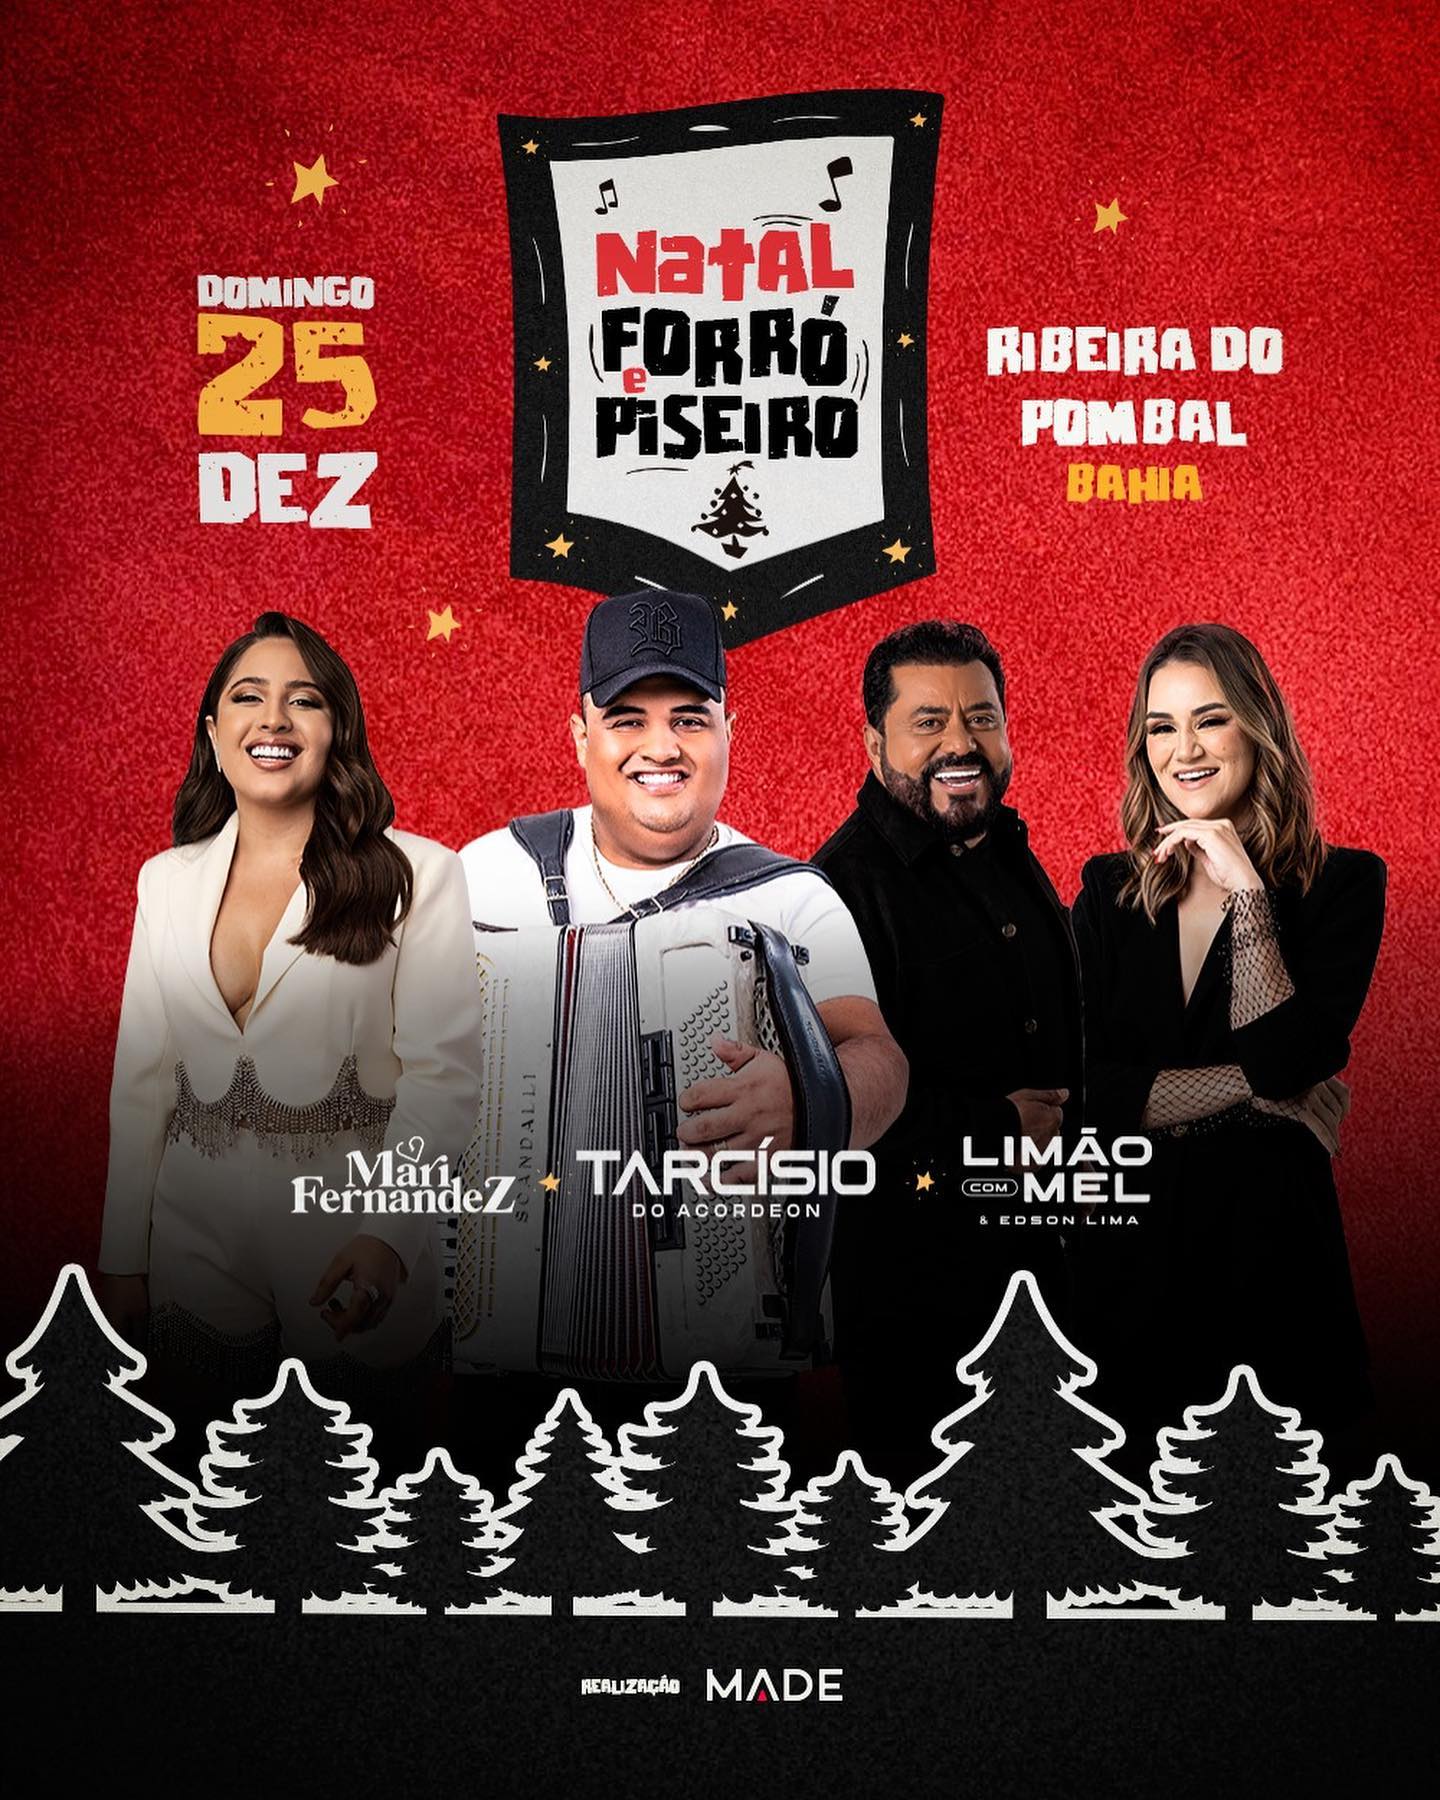 DOMINGO
25
DEZ
NATAL
FORRÓ
e
PISEIRO
RIBEIRA DO
POMBAL
BAHIA
B
SCANDALLI
Mari
Fernandez
TARCÍSIO
DO ACORDEON
LIMÃO
COM MEL
& EDSON LIMA
REALIZAÇÃO MADE